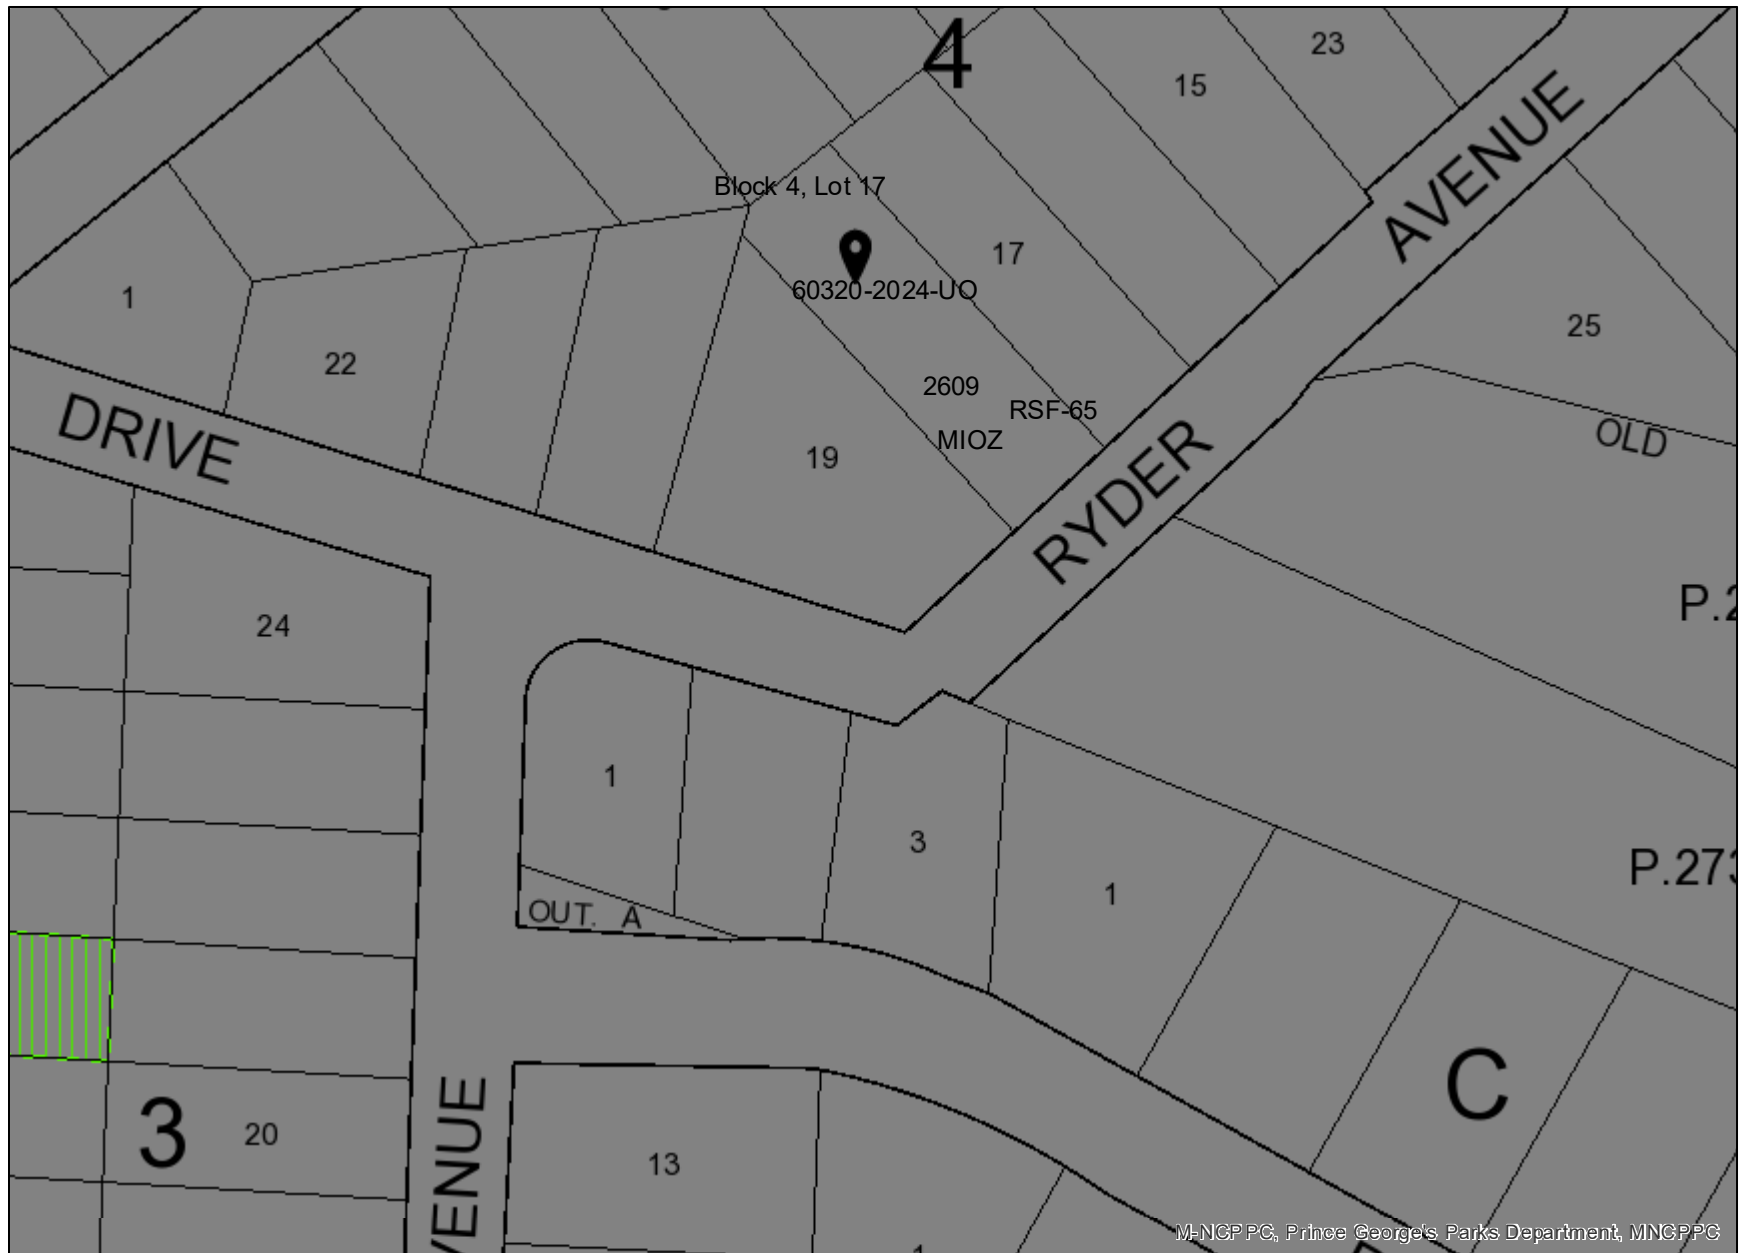 4
23
15
AVENUE
Block 4, Lot 17
17
60320-2024-UO
1
25
22
2609
RSF-65
MIOZ
DRIVE
19
RYDER
OLD
24
P.2
1
3
P.273
1
OUT. A
C
3
20
AVENUE
13
1
M-NCPPC, Prince George's Parks Department, MNCPPC